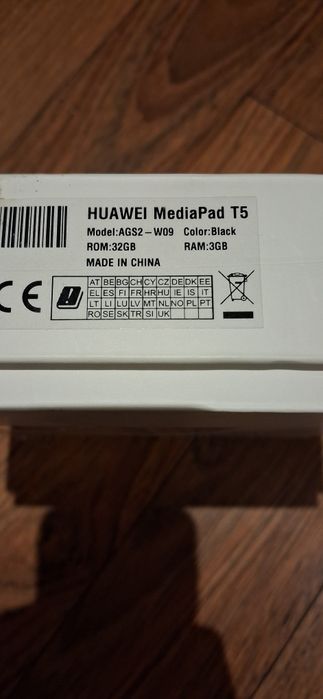 HUAWEI MediaPad T5
Model:AGS2-W09 Color:Black
ROM:32GB RAM:3GB
MADE IN CHINA
CE
AT BE BG CH CY CZ DE DK EE
EL ES FI FR HR HU IE IS IT
LT LI LU LV MT NL NO PL PT
RO SE SK TR SI UK